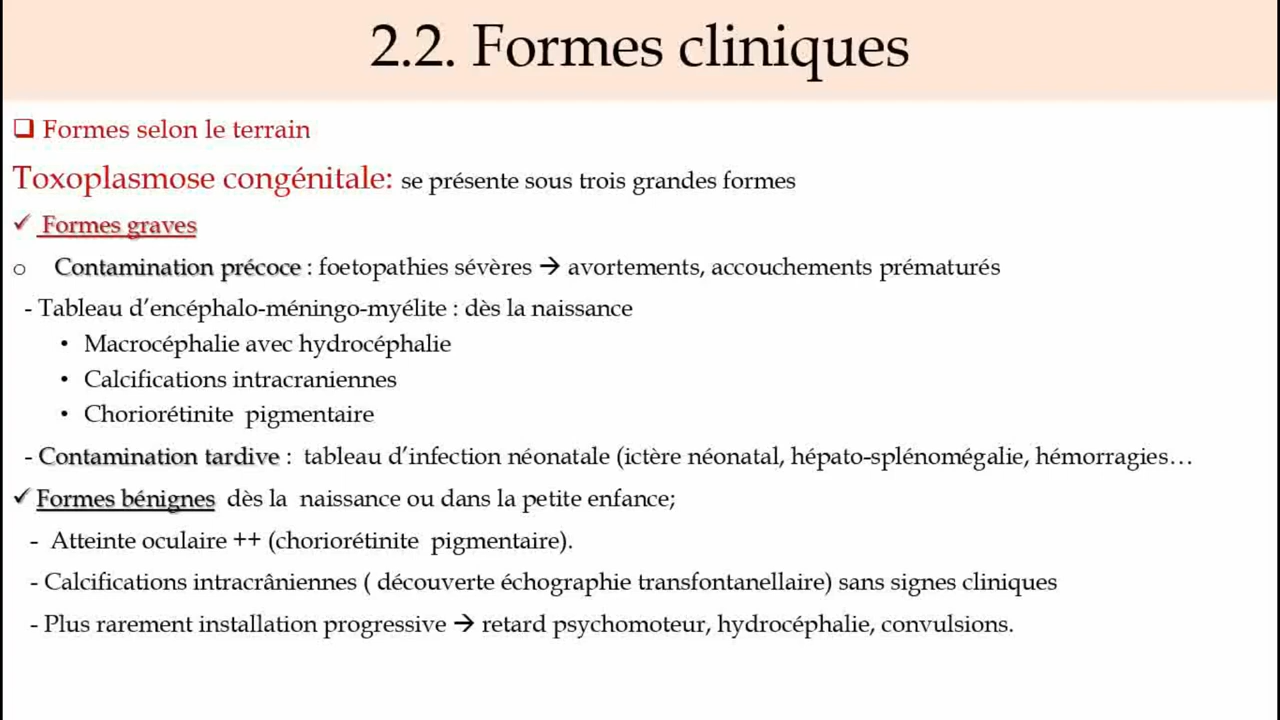 2.2. Formes cliniques
❑ Formes selon le terrain
Toxoplasmose congénitale: se présente sous trois grandes formes
✓ Formes graves
o Contamination précoce : foetopathies sévères → avortements, accouchements prématurés
- Tableau d’encéphalo-méningo-myélite : dès la naissance
• Macrocéphalie avec hydrocéphalie
• Calcifications intracraniennes
• Choriorétinite pigmentaire
- Contamination tardive : tableau d’infection néonatale (ictère néonatal, hépato-splénomégalie, hémorragies…
✓ Formes bénignes dès la naissance ou dans la petite enfance;
- Atteinte oculaire ++ (choriorétinite pigmentaire).
- Calcifications intracrâniennes ( découverte échographie transfontanellaire) sans signes cliniques
- Plus rarement installation progressive → retard psychomoteur, hydrocéphalie, convulsions.